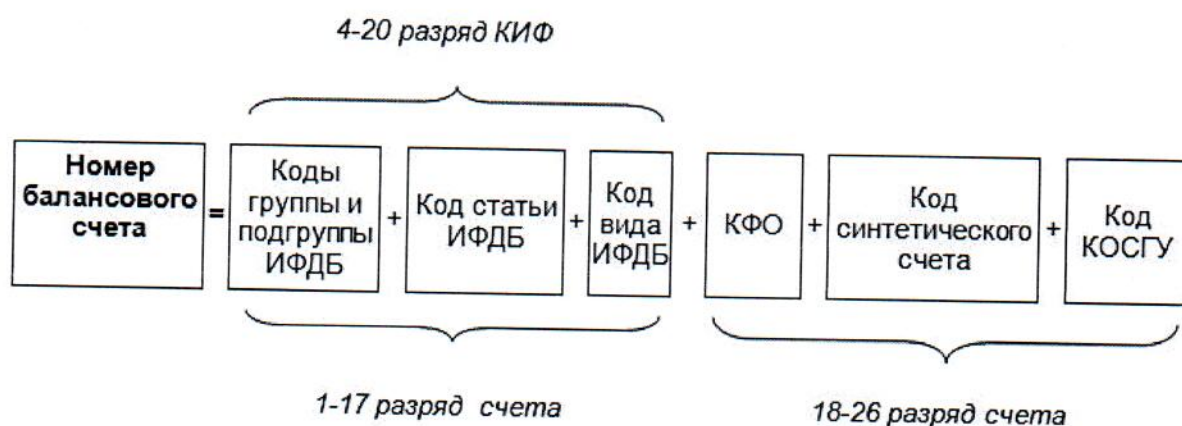 4-20 разряд КИФ
Номер
балансового
счета
=
Коды
группы и
подгруппы
ИФДБ
+
Код статьи
ИФДБ
+
Код
вида
ИФДБ
+
КФО
+
Код
синтетического
счета
+
Код
КОСГУ
1-17 разряд счета
18-26 разряд счета